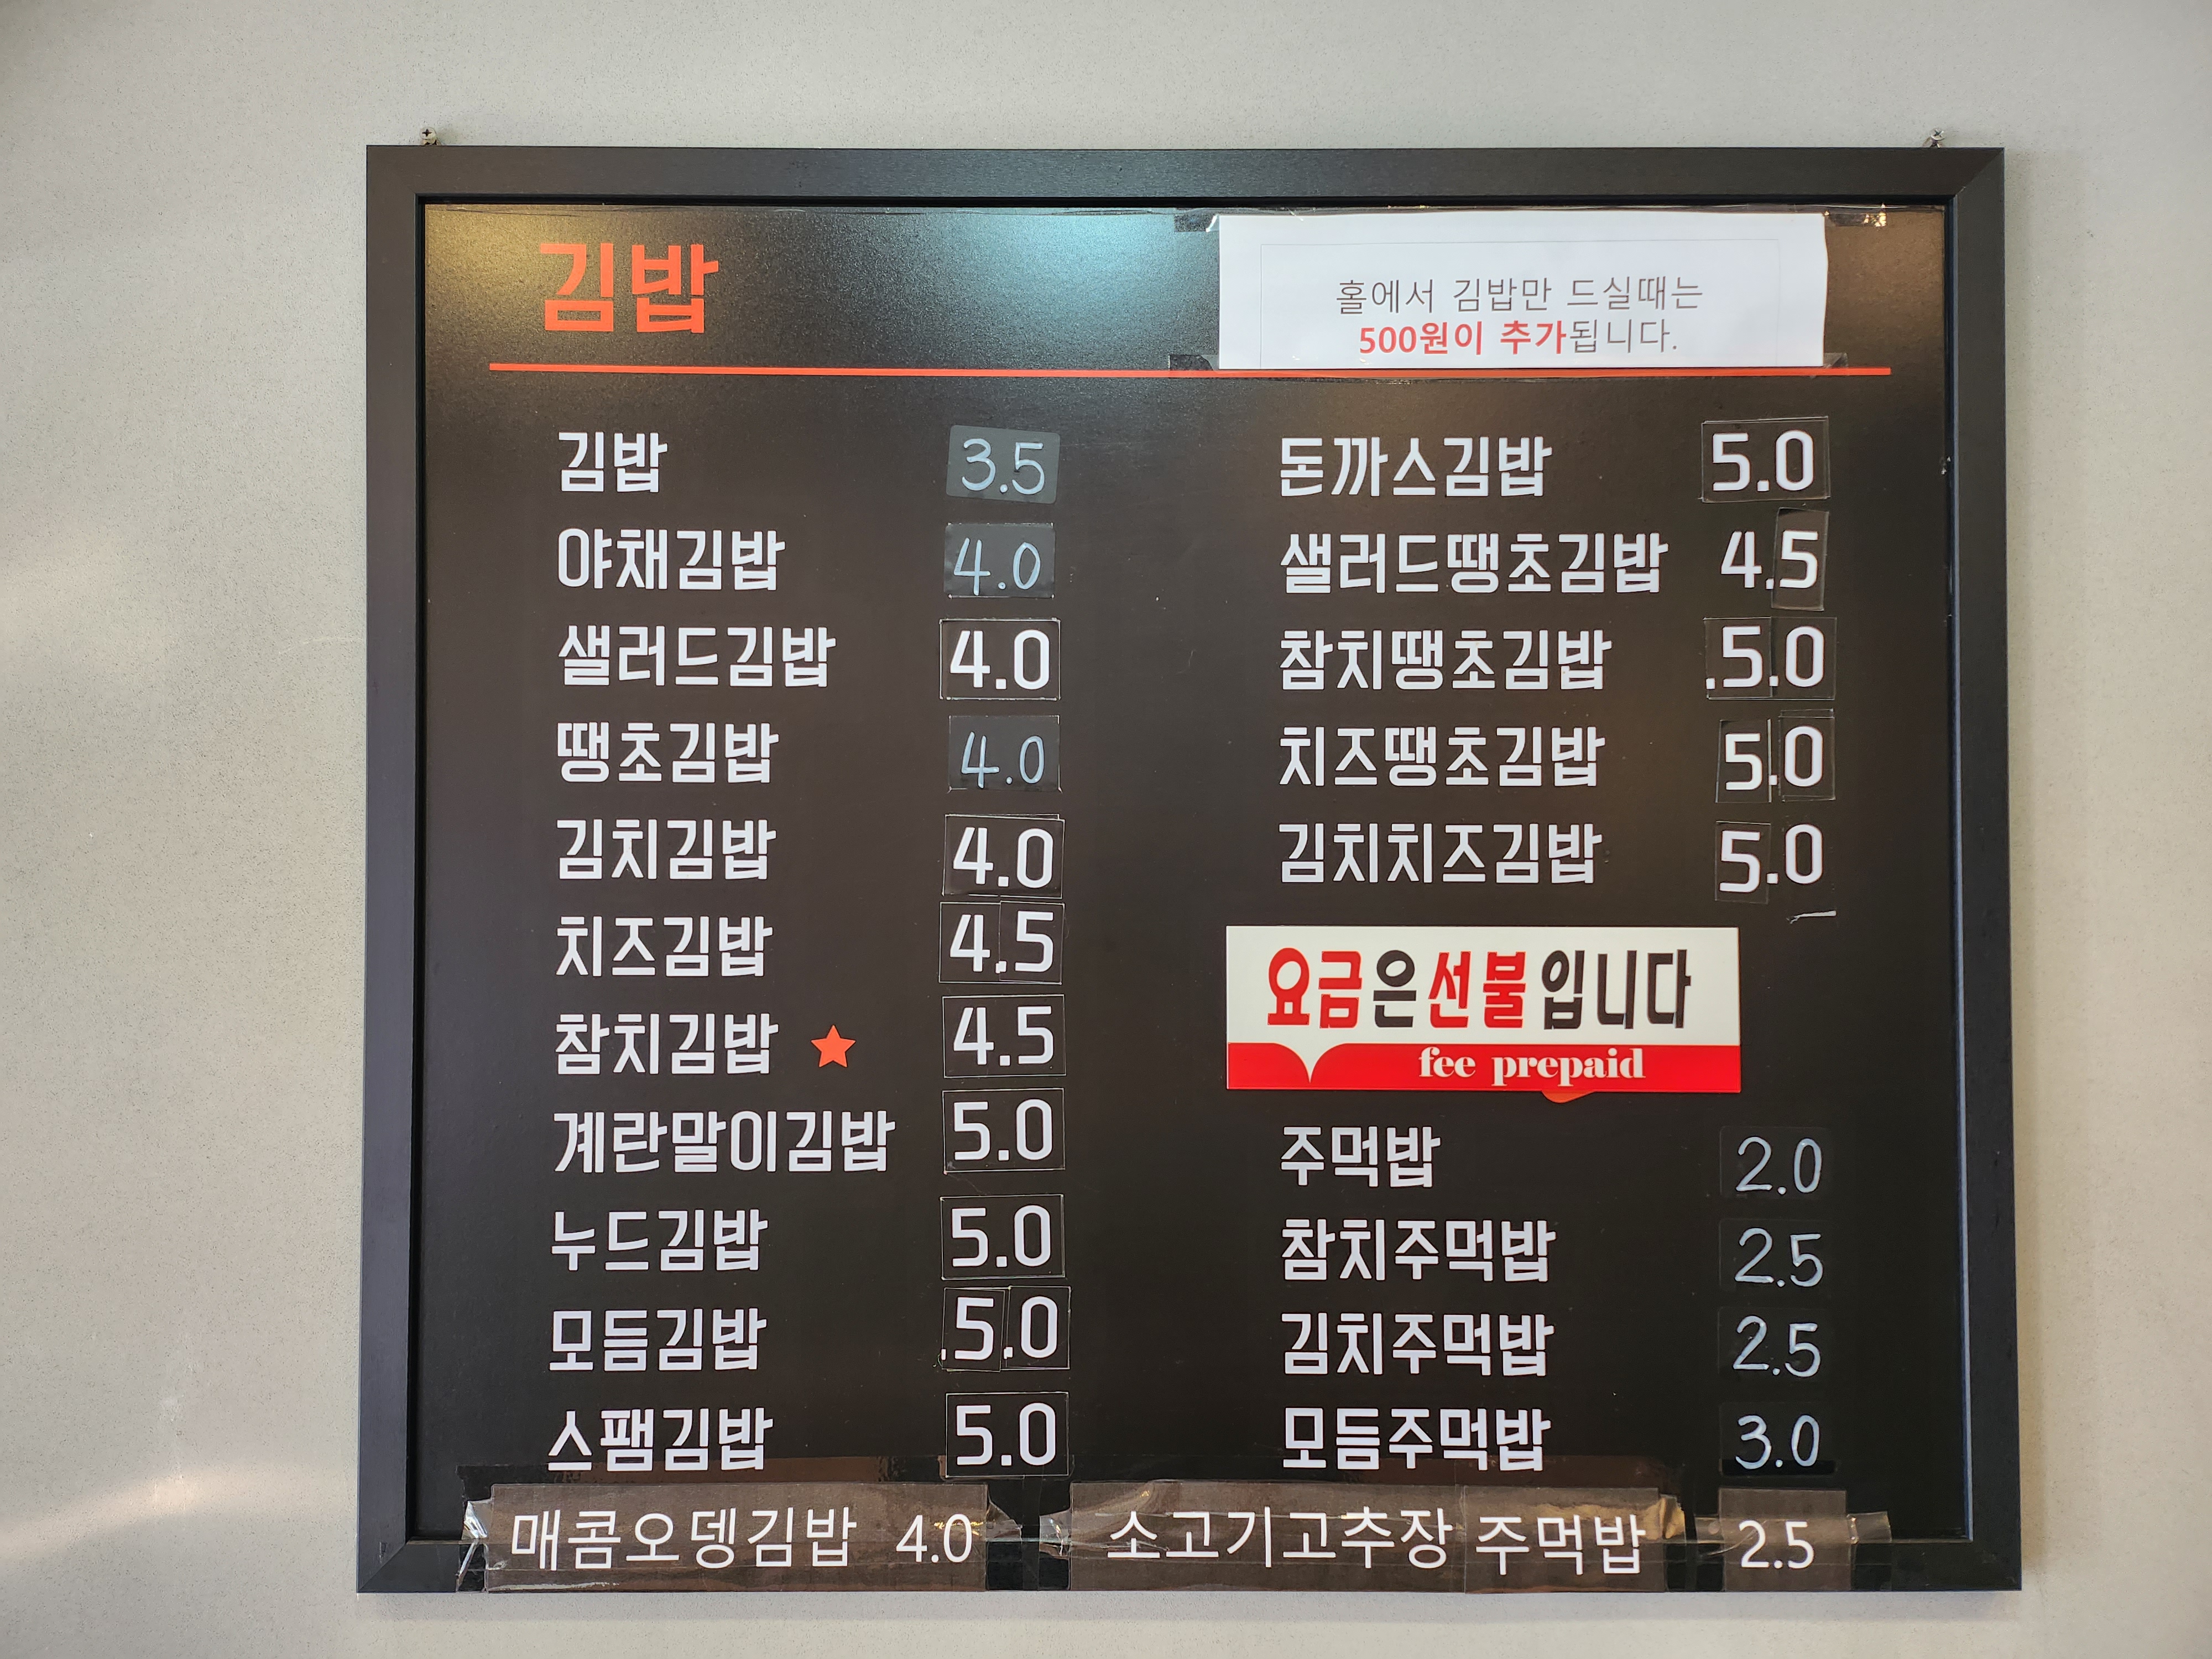 김밥
홀에서 김밥만 드실때는
500원이 추가됩니다.
김밥 3.5
야채김밥 4.0
샐러드김밥 4.0
땡초김밥 4.0
김치김밥 4.0
치즈김밥 4.5
참치김밥 ★ 4.5
계란말이김밥 5.0
누드김밥 5.0
모듬김밥 .5.0
스팸김밥 5.0
매콤오뎅김밥 4.0
돈까스김밥 5.0
샐러드땡초김밥 4.5
참치땡초김밥 .5.0
치즈땡초김밥 5.0
김치치즈김밥 5.0
요금은선불입니다
fee prepaid
주먹밥 2.0
참치주먹밥 2.5
김치주먹밥 2.5
모듬주먹밥 3.0
소고기고추장 주먹밥 2.5